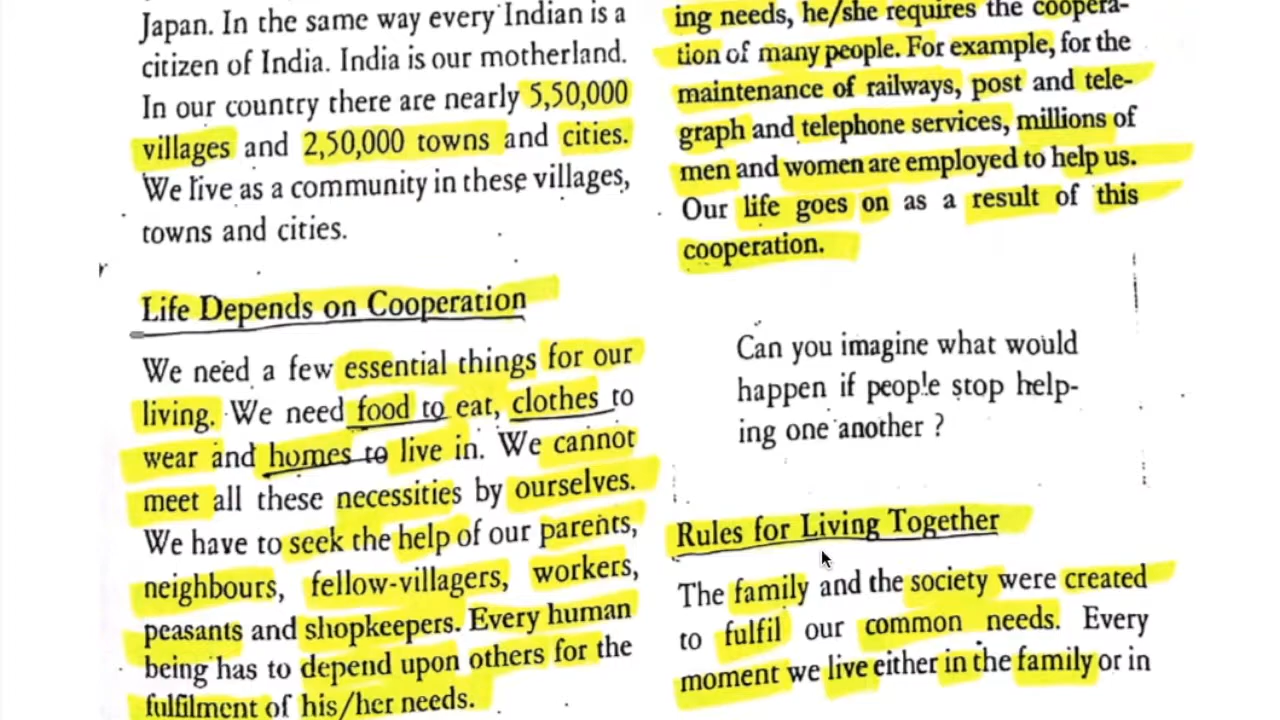 Japan. In the same way every Indian is a
citizen of India. India is our motherland.
In our country there are nearly 5,50,000
villages and 2,50,000 towns and cities.
We live as a community in these villages,
towns and cities.
Life Depends on Cooperation
We need a few essential things for our
living. We need food to eat, clothes to
wear and homes to live in. We cannot
meet all these necessities by ourselves.
We have to seek the help of our parents,
neighbours, fellow-villagers, workers,
peasants and shopkeepers. Every human
being has to depend upon others for the
fulfilment of his/her needs.
ing needs, he/she requires the coopera-
tion of many people. For example, for the
maintenance of railways, post and tele-
graph and telephone services, millions of
men and women are employed to help us.
Our life goes on as a result of this
cooperation.
Can you imagine what would
happen if people stop help-
ing one another ?
Rules for Living Together
The family and the society were created
to fulfil our common needs. Every
moment we live either in the family or in